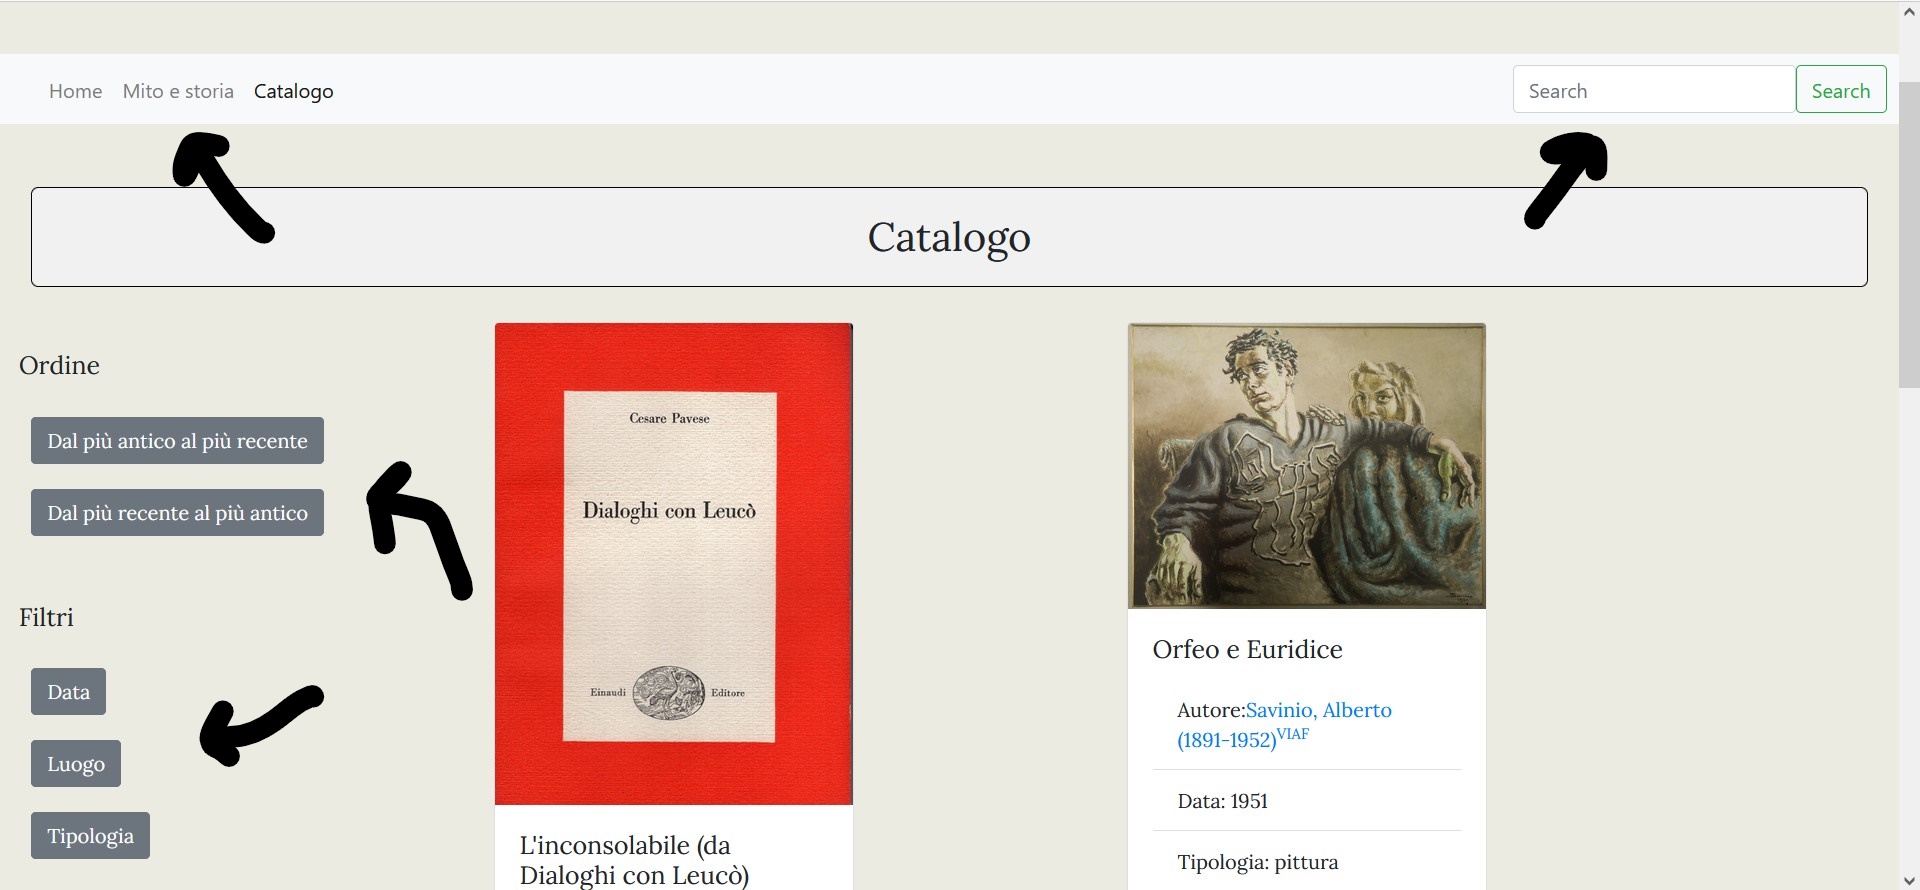 Home Mito e storia Catalogo Search Search
Catalogo
Ordine
Dal più antico al più recente
Dal più recente al più antico
Filtri
Data
Luogo
Tipologia
Cesare Pavese
Dialoghi con Leucò
Einaudi Editore
L'inconsolabile (da
Dialoghi con Leucò)
Orfeo e Euridice
Autore:Savinio, Alberto
(1891-1952)VIAF
Data: 1951
Tipologia: pittura